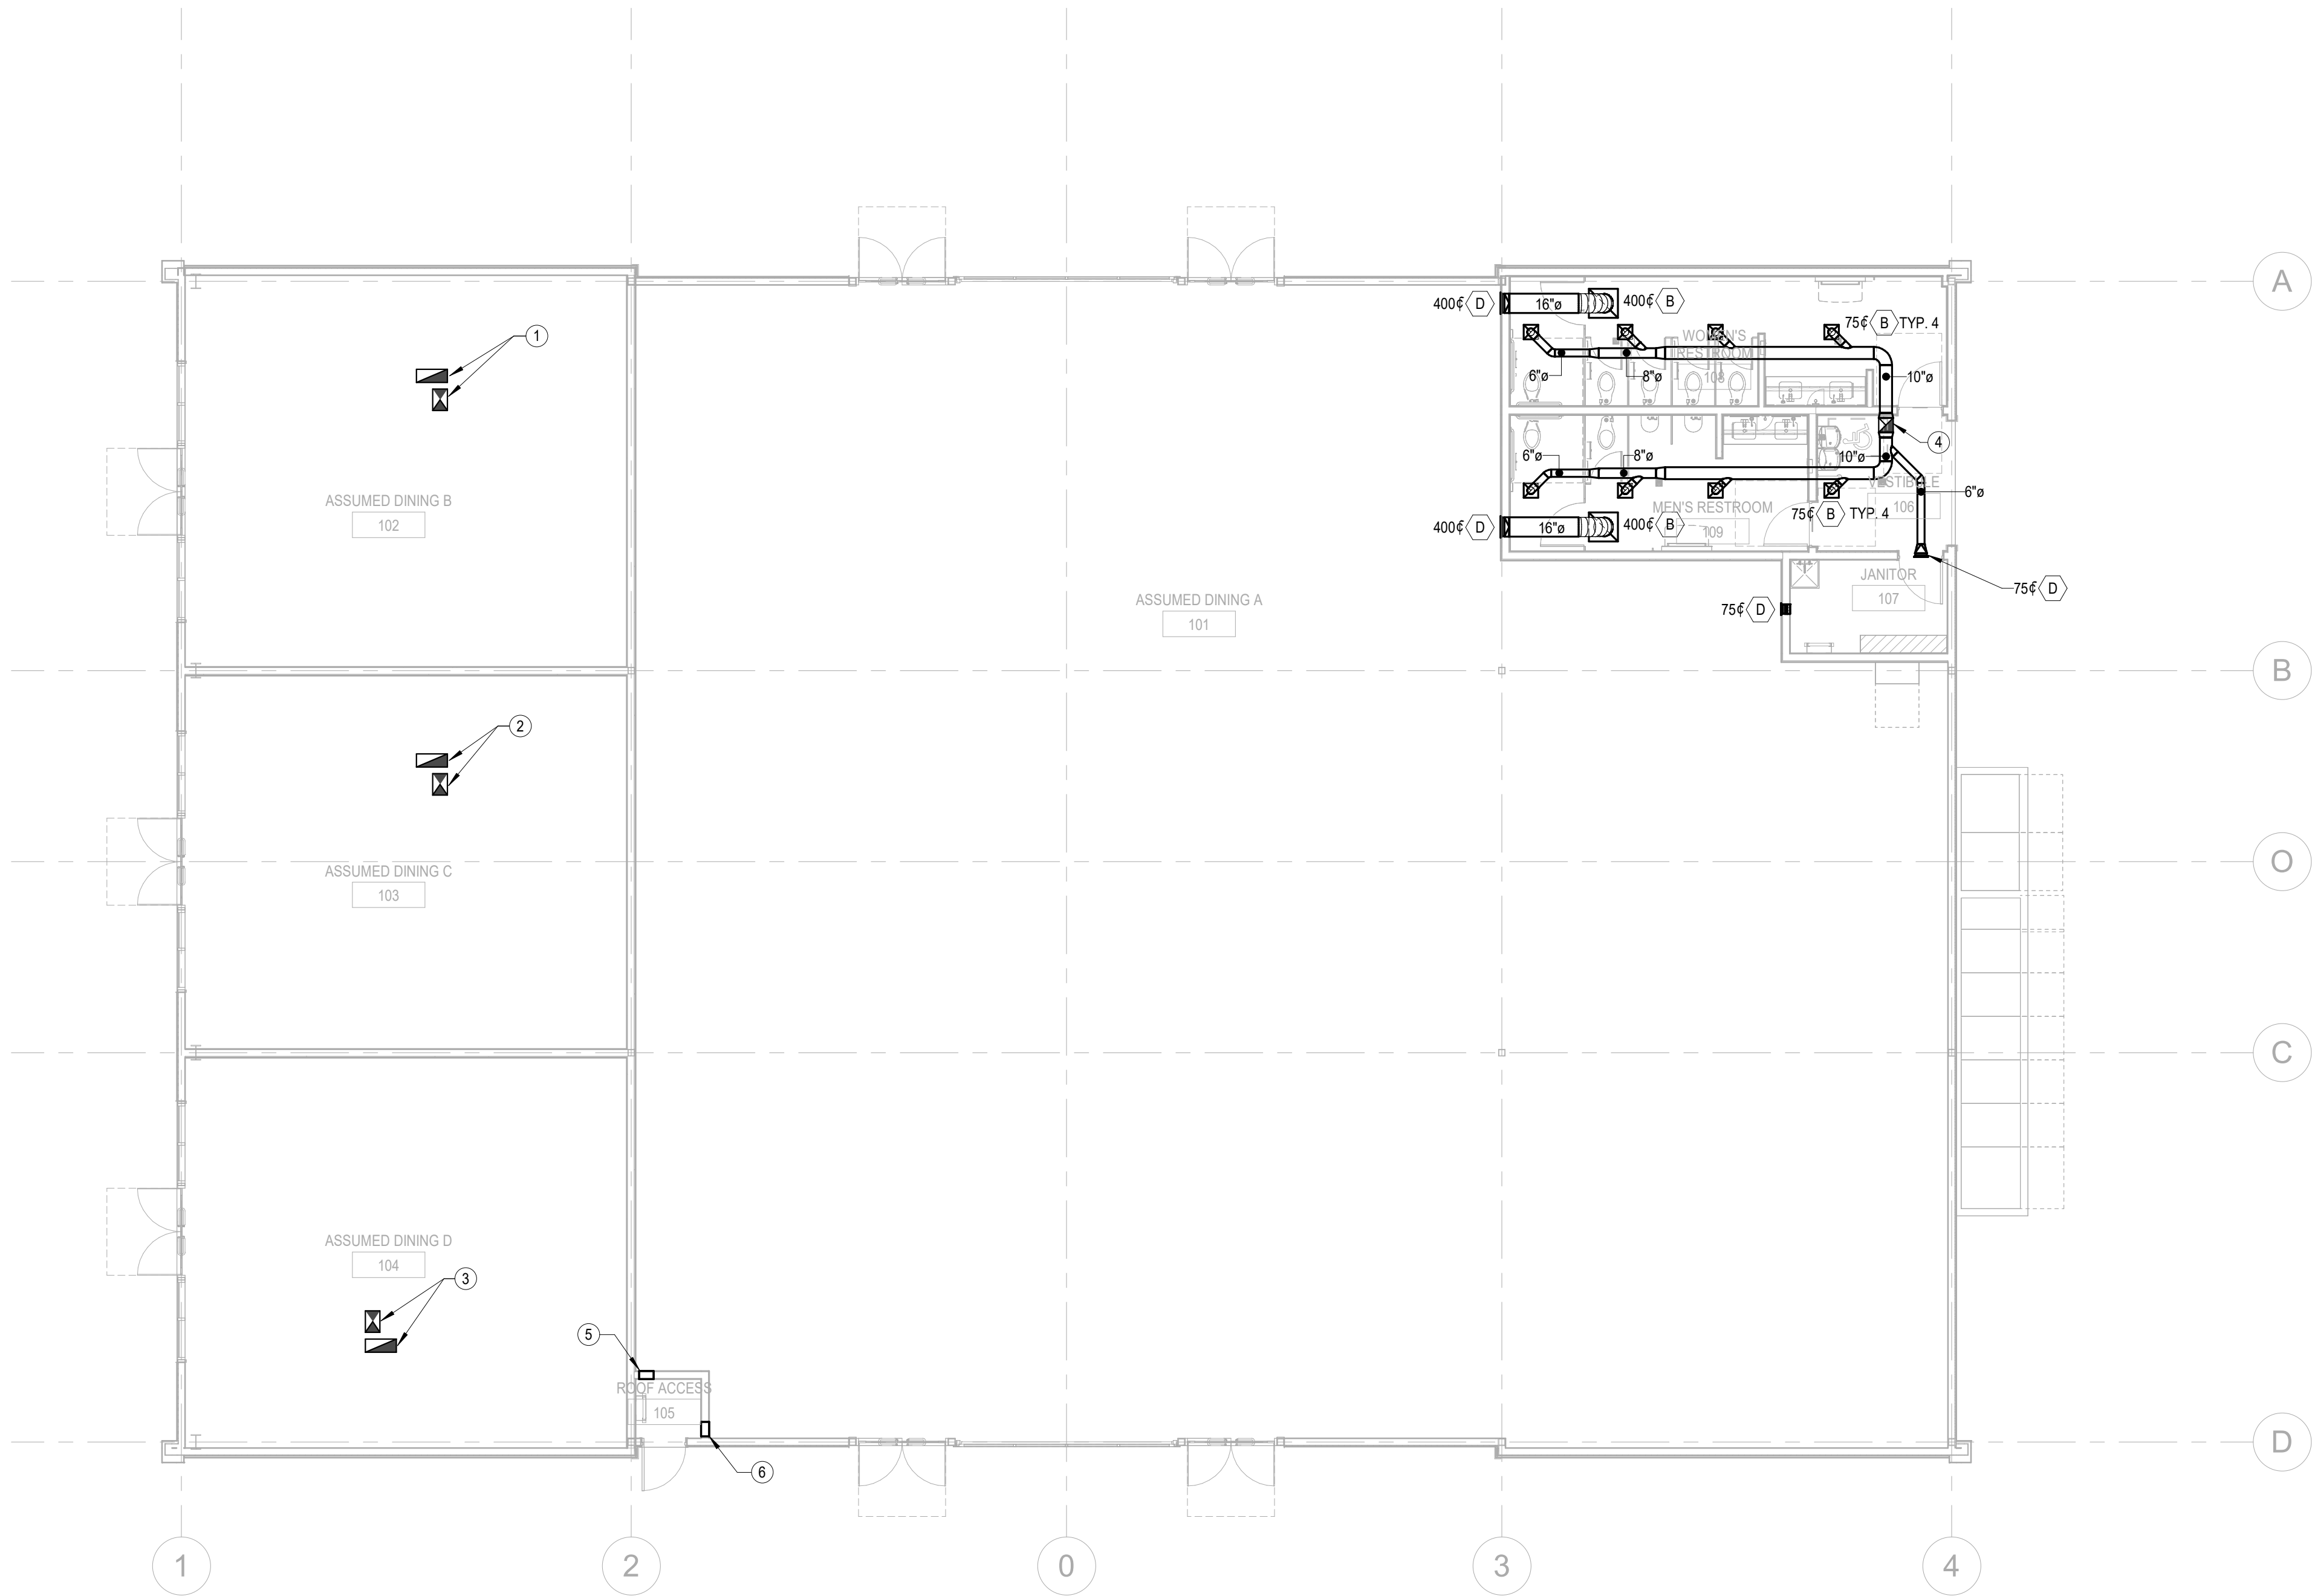 A
400₵ D
16"ø
400₵ B
75₵ B TYP. 4
WOMEN'S
RESTROOM
108
1
6"ø
8"ø
10"ø
4
6"ø
8"ø
10"ø
VESTIBULE
106
6"ø
ASSUMED DINING B
102
MEN'S RESTROOM
109
75₵ B TYP. 4
400₵ D
16"ø
400₵ B
JANITOR
107
75₵ D
75₵ D
ASSUMED DINING A
101
B
2
O
ASSUMED DINING C
103
C
ASSUMED DINING D
104
3
5
ROOF ACCESS
105
D
6
1
2
0
3
4